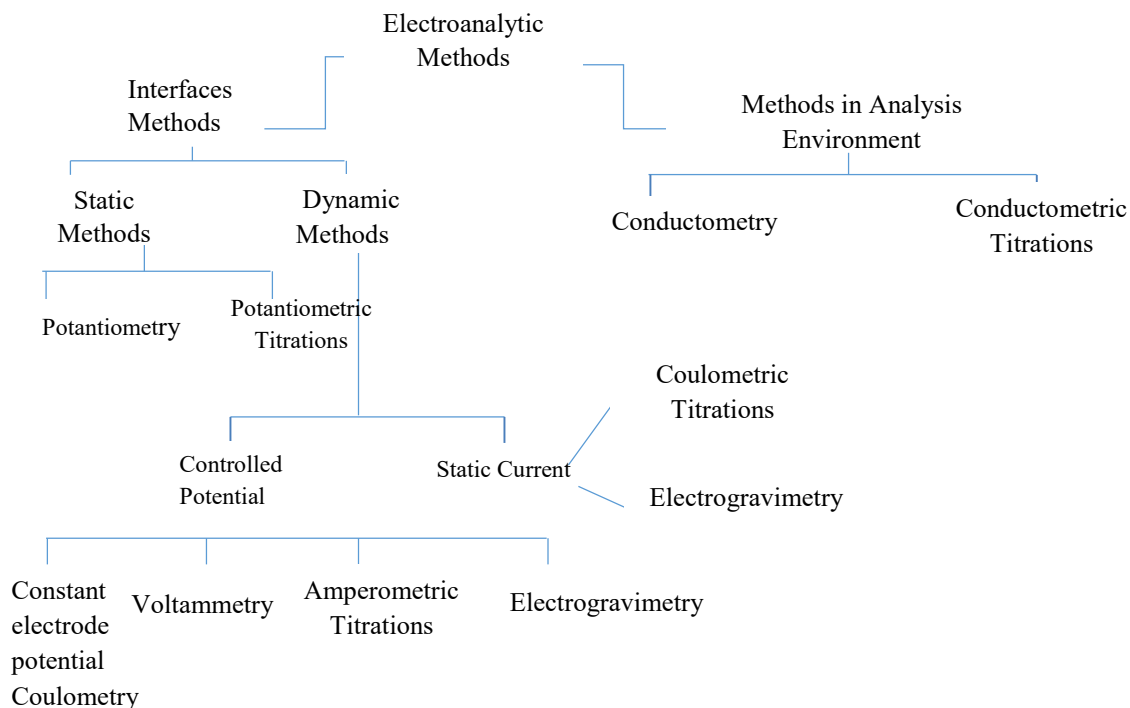 Electroanalytic
Methods
Interfaces
Methods
Methods in Analysis
Environment
Static
Methods
Dynamic
Methods
Conductometry
Conductometric
Titrations
Potantiometry
Potantiometric
Titrations
Coulometric
Titrations
Controlled
Potential
Static Current
Electrogravimetry
Constant
electrode
potential
Coulometry
Voltammetry
Amperometric
Titrations
Electrogravimetry